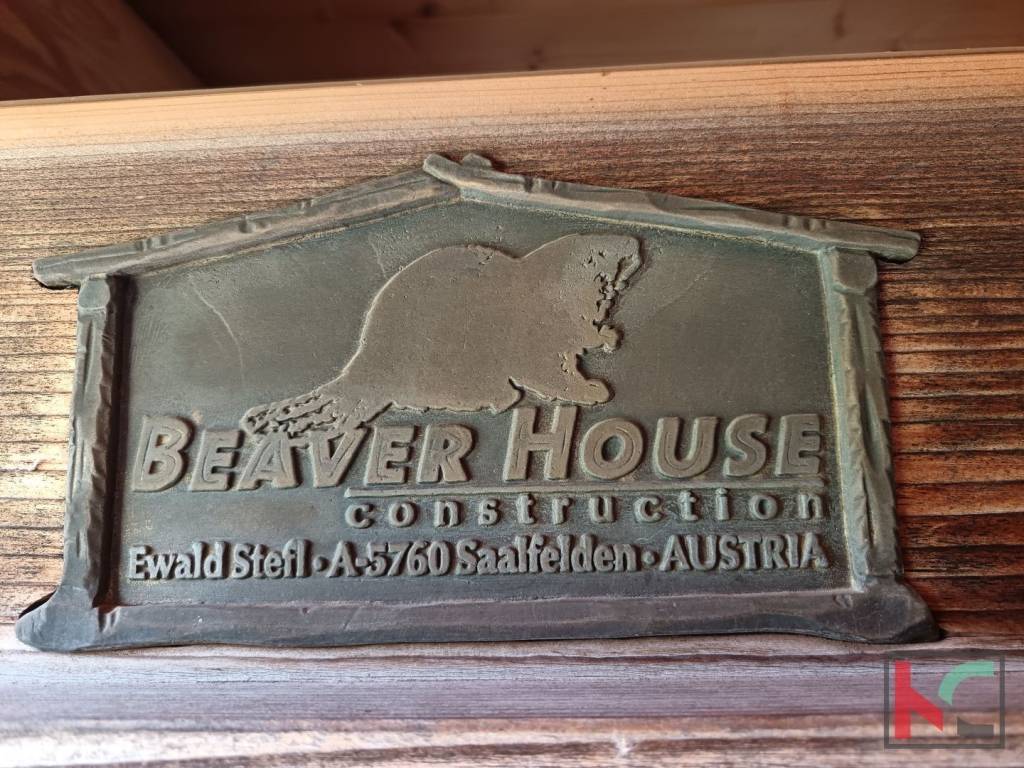 BEAVER HOUSE
construction
Ewald Stefl · A-5760 Saalfelden · AUSTRIA